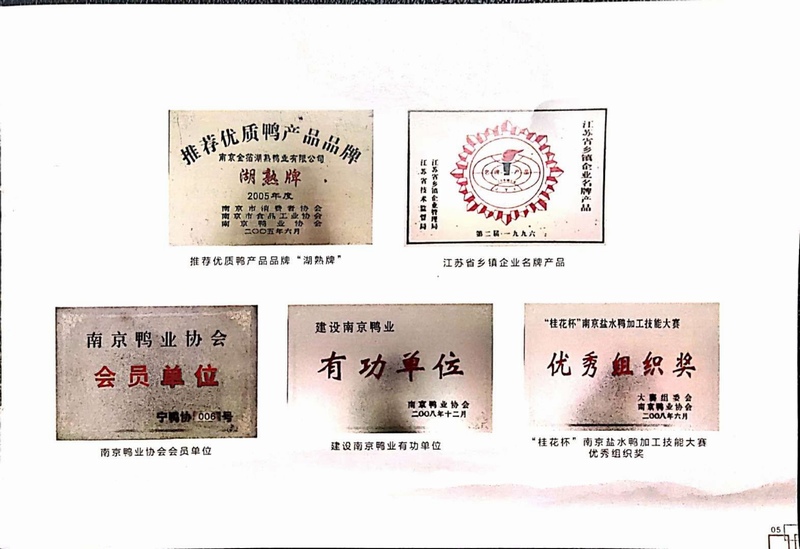 推荐优质鸭产品品牌
南京金箔湖熟鸭业有限公司
湖熟牌
2005年度
南京市消费者协会
南京市食品工业协会
南京鸭业协会
二〇〇五年六月
推荐优质鸭产品品牌“湖熟牌”
江苏省乡镇企业名牌产品
江苏省乡镇企业管理局
江苏省技术监督局
第二届·一九九六
江苏省乡镇企业名牌产品
南京鸭业协会
会员单位
宁鸭协 006 号
南京鸭业协会会员单位
建设南京鸭业
有功单位
南京鸭业协会
二〇〇八年十二月
建设南京鸭业有功单位
“桂花杯”南京盐水鸭加工技能大赛
优秀组织奖
大赛组委会
南京鸭业协会
二〇〇八年六月
“桂花杯”南京盐水鸭加工技能大赛
优秀组织奖
05